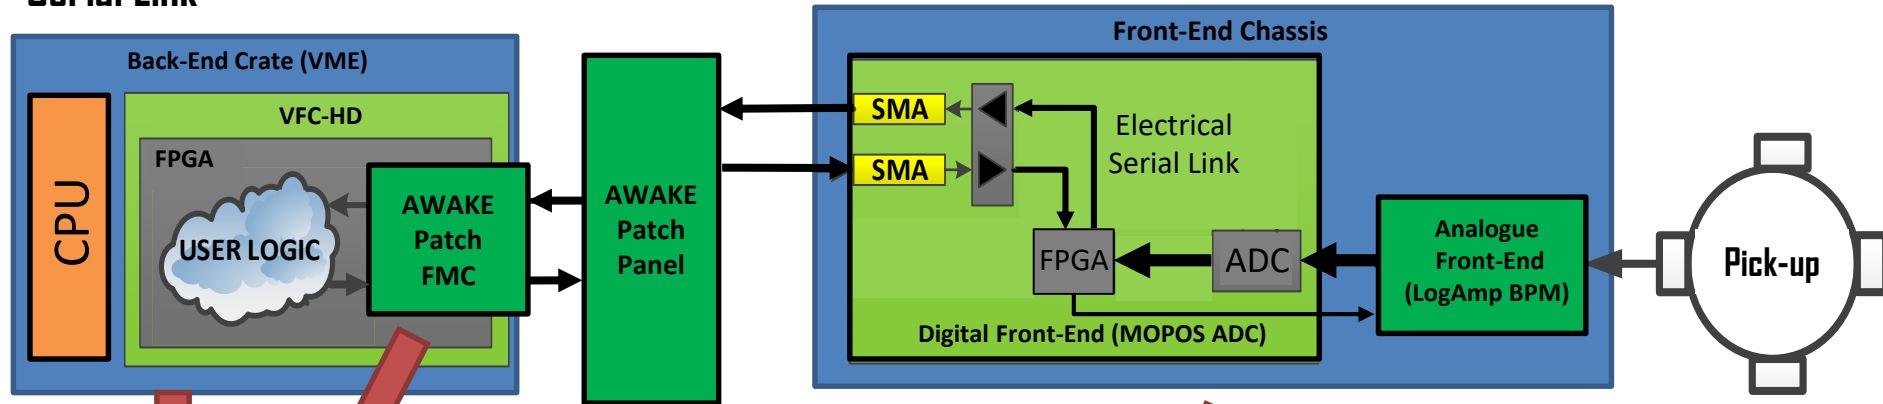 Serial Link
Back-End Crate (VME)
CPU
VFC-HD
FPGA
USER LOGIC
AWAKE
Patch
FMC
AWAKE
Patch
Panel
Front-End Chassis
SMA
SMA
Electrical
Serial Link
FPGA
ADC
Digital Front-End (MOPOS ADC)
Analogue
Front-End
(LogAmp BPM)
Pick-up